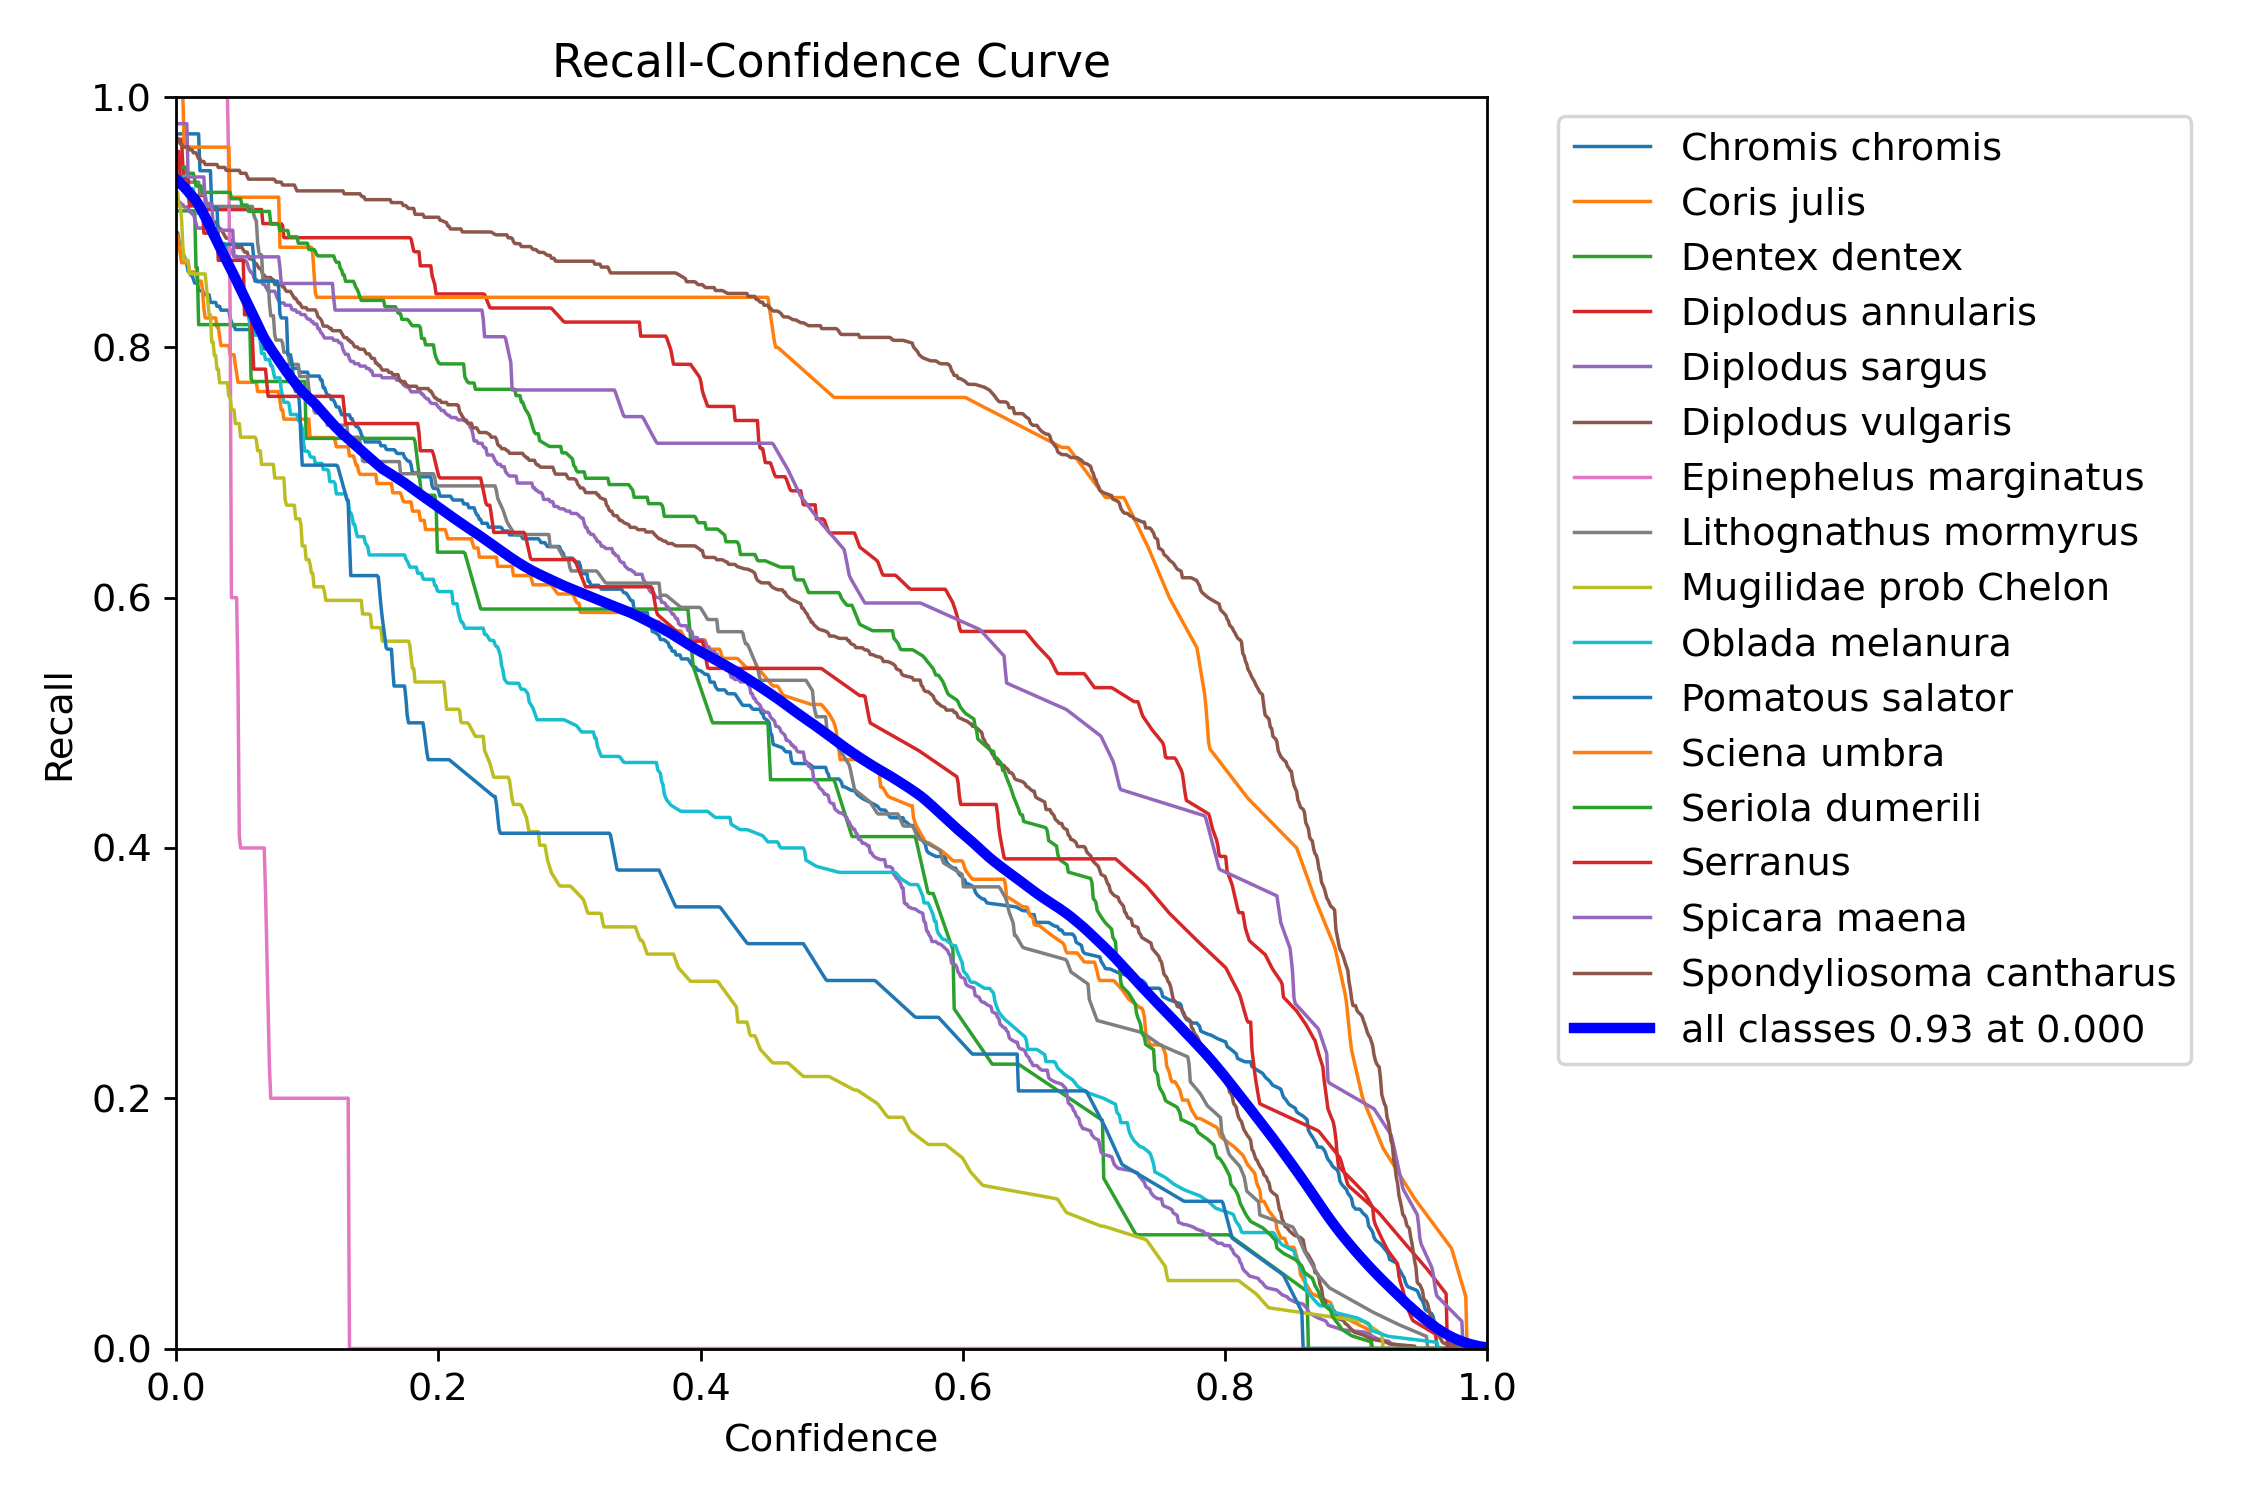 Recall-Confidence Curve
1.0
0.8
0.6
0.4
0.2
0.0
Recall
0.0 0.2 0.4 0.6 0.8 1.0
Confidence
Chromis chromis
Coris julis
Dentex dentex
Diplodus annularis
Diplodus sargus
Diplodus vulgaris
Epinephelus marginatus
Lithognathus mormyrus
Mugilidae prob Chelon
Oblada melanura
Pomatous salator
Sciena umbra
Seriola dumerili
Serranus
Spicara maena
Spondyliosoma cantharus
all classes 0.93 at 0.000